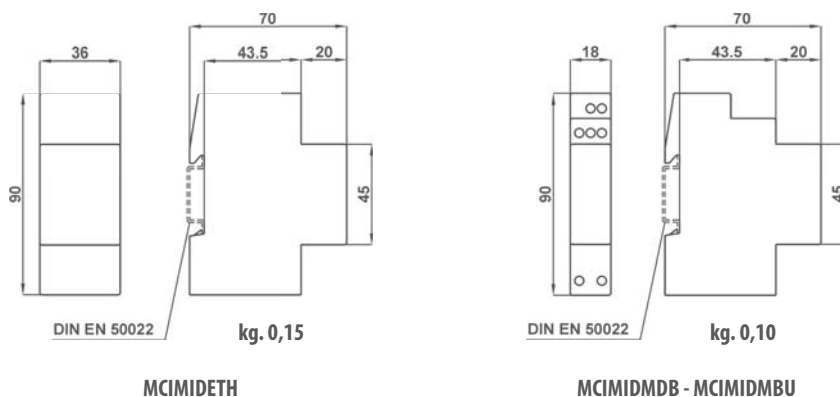 70
36
43.5
20
90
45
DIN EN 50022
kg. 0,15
MCIMIDETH
70
18
43.5
20
90
45
DIN EN 50022
kg. 0,10
MCIMIDMDB - MCIMIDMBU